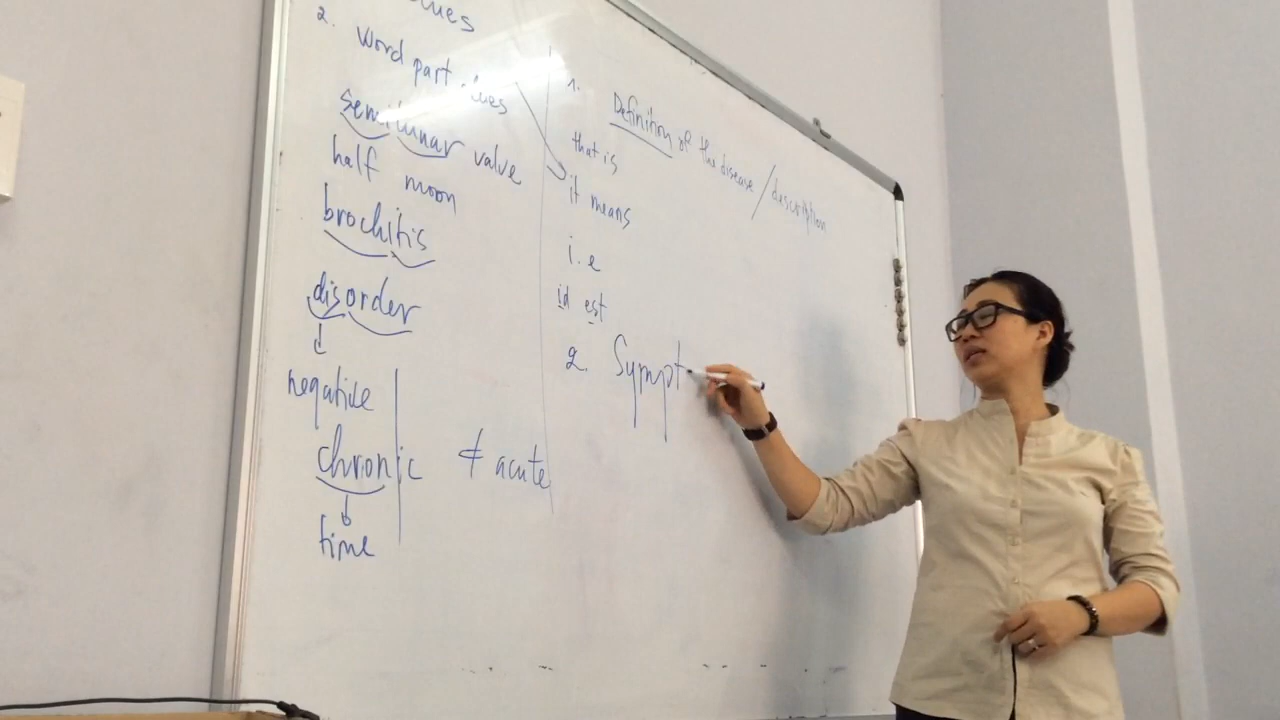 2. Word part
semilunar valve
half moon
brochitis
disorder
negative
chronic ≠ acute
time
1. Definition of the disease / description
that is
it means
i.e
id est
2. Sympt